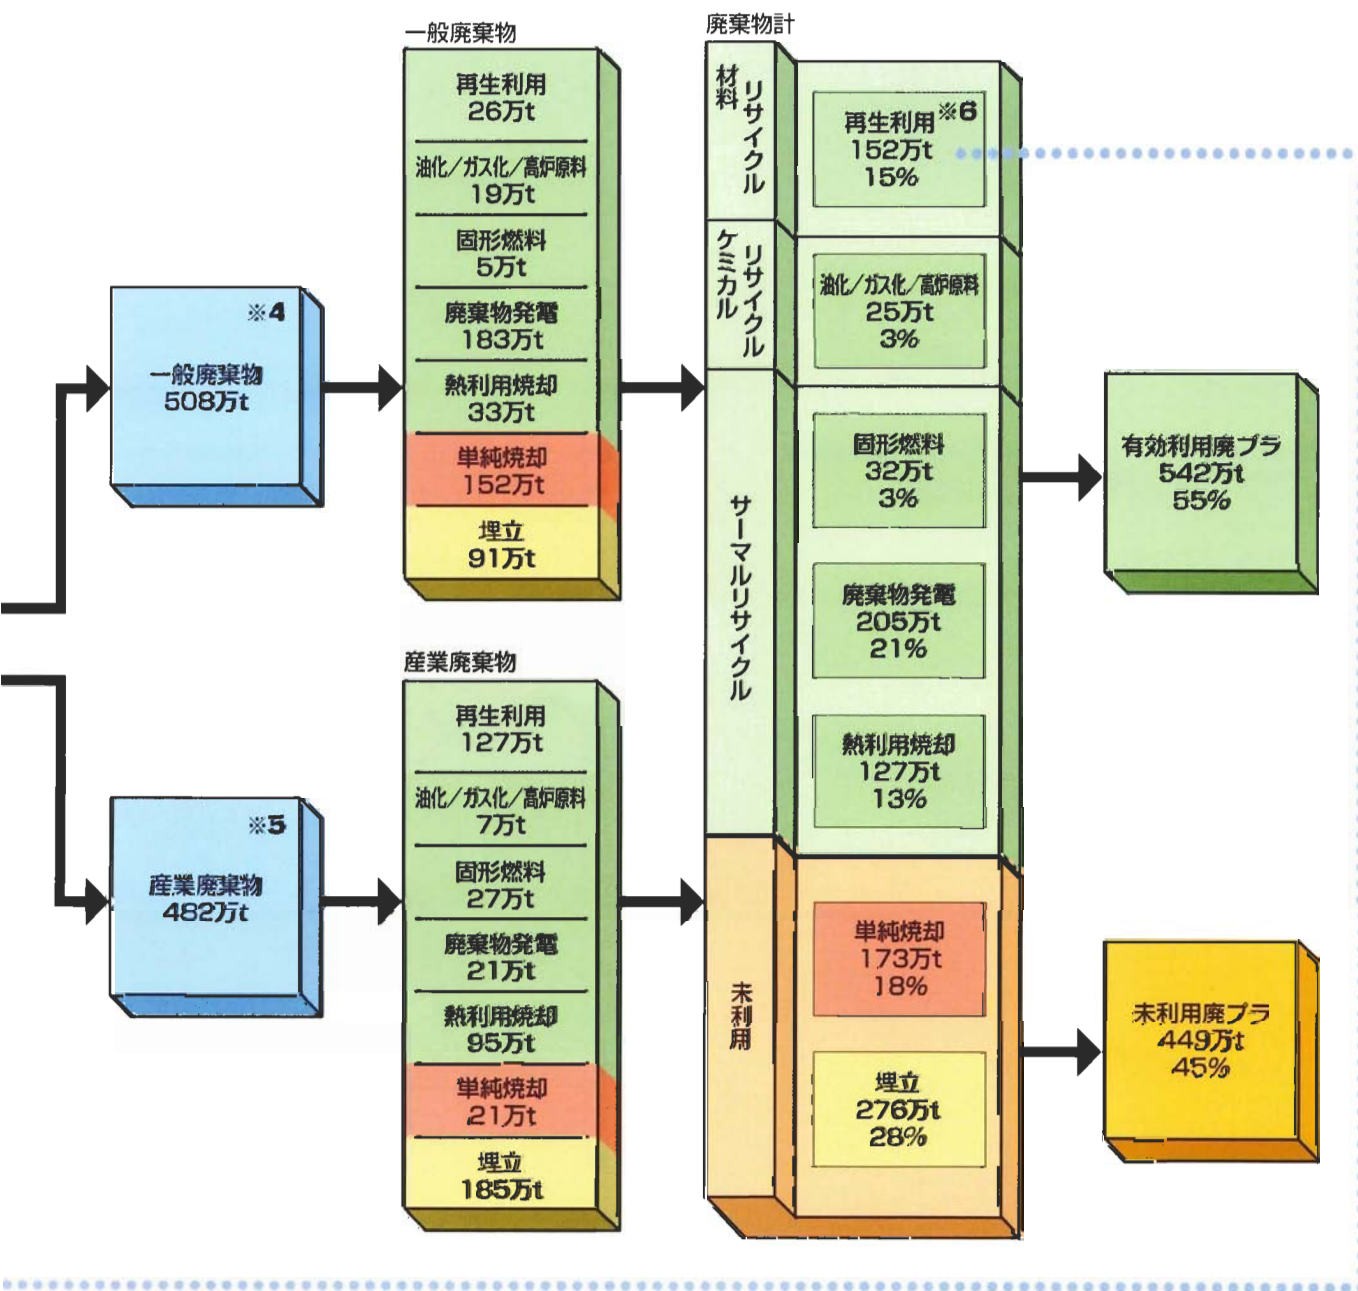 ※4
一般廃棄物
508万t
※5
産業廃棄物
482万t
一般廃棄物
再生利用
26万t
油化／ガス化／高炉原料
19万t
固形燃料
5万t
廃棄物発電
183万t
熱利用焼却
33万t
単純焼却
152万t
埋立
91万t
産業廃棄物
再生利用
127万t
油化／ガス化／高炉原料
7万t
固形燃料
27万t
廃棄物発電
21万t
熱利用焼却
95万t
単純焼却
21万t
埋立
185万t
廃棄物計
材料
リサイクル
再生利用※6
152万t
15%
ケミカル
リサイクル
油化／ガス化／高炉原料
25万t
3%
サーマルリサイクル
固形燃料
32万t
3%
廃棄物発電
205万t
21%
熱利用焼却
127万t
13%
未利用
単純焼却
173万t
18%
埋立
276万t
28%
有効利用廃プラ
542万t
55%
未利用廃プラ
449万t
45%